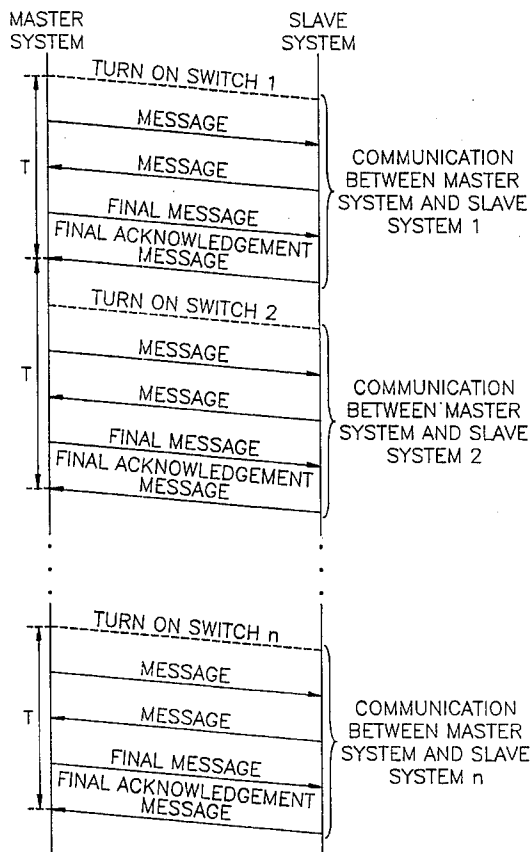 MASTER
SYSTEM
SLAVE
SYSTEM
TURN ON SWITCH 1
MESSAGE
MESSAGE
FINAL MESSAGE
FINAL ACKNOWLEDGEMENT
MESSAGE
T
COMMUNICATION
BETWEEN MASTER
SYSTEM AND SLAVE
SYSTEM 1
TURN ON SWITCH 2
MESSAGE
MESSAGE
FINAL MESSAGE
FINAL ACKNOWLEDGEMENT
MESSAGE
T
COMMUNICATION
BETWEEN MASTER
SYSTEM AND SLAVE
SYSTEM 2
TURN ON SWITCH n
MESSAGE
MESSAGE
FINAL MESSAGE
FINAL ACKNOWLEDGEMENT
MESSAGE
T
COMMUNICATION
BETWEEN MASTER
SYSTEM AND SLAVE
SYSTEM n